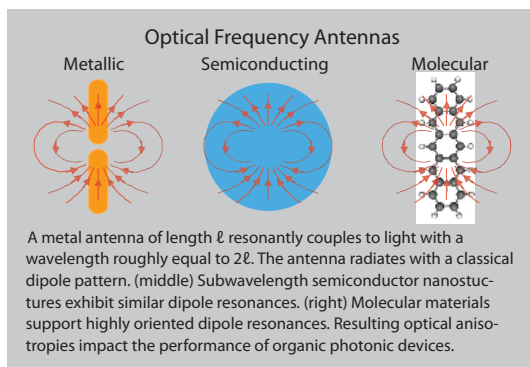 Optical Frequency Antennas
Metallic Semiconducting Molecular
A metal antenna of length ℓ resonantly couples to light with a
wavelength roughly equal to 2ℓ. The antenna radiates with a classical
dipole pattern. (middle) Subwavelength semiconductor nanostuc-
tures exhibit similar dipole resonances. (right) Molecular materials
support highly oriented dipole resonances. Resulting optical aniso-
tropies impact the performance of organic photonic devices.